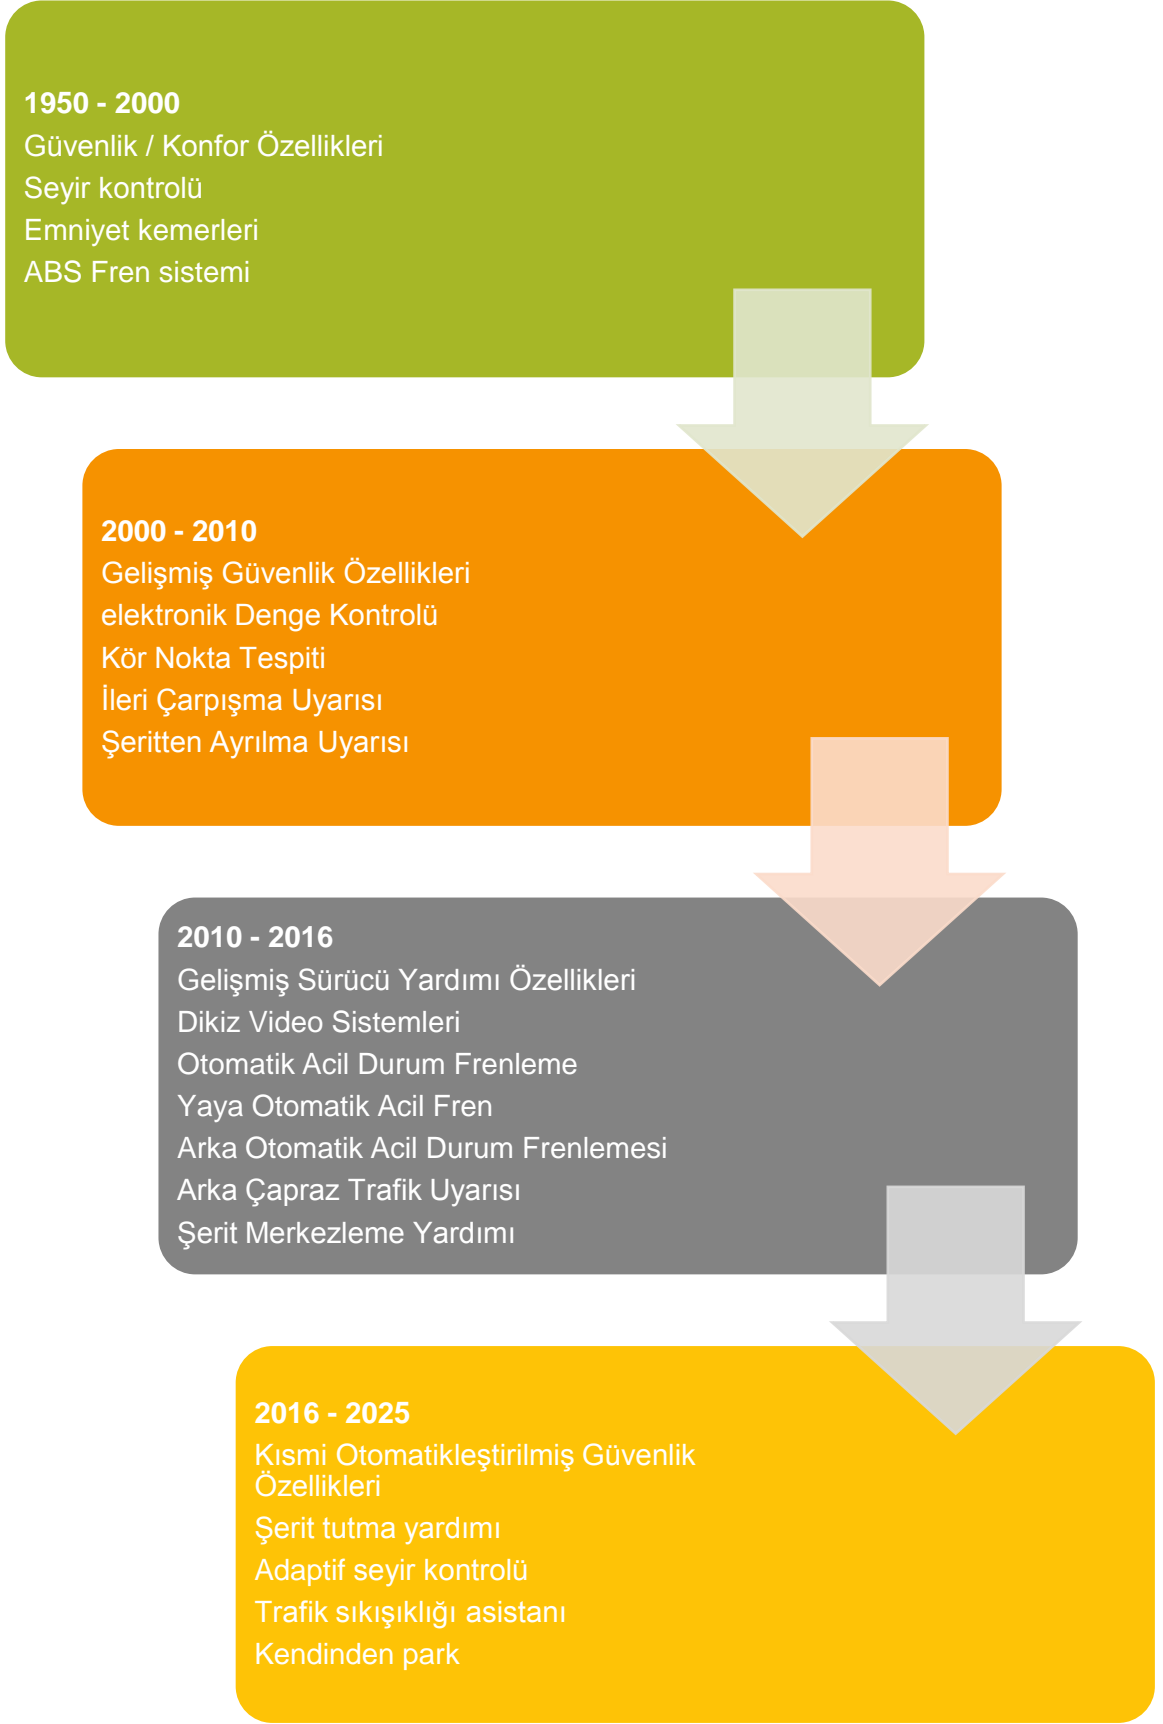 1950 - 2000
Güvenlik / Konfor Özellikleri
Seyir kontrolü
Emniyet kemerleri
ABS Fren sistemi
2000 - 2010
Gelişmiş Güvenlik Özellikleri
elektronik Denge Kontrolü
Kör Nokta Tespiti
İleri Çarpışma Uyarısı
Şeritten Ayrılma Uyarısı
2010 - 2016
Gelişmiş Sürücü Yardımı Özellikleri
Dikiz Video Sistemleri
Otomatik Acil Durum Frenleme
Yaya Otomatik Acil Fren
Arka Otomatik Acil Durum Frenlemesi
Arka Çapraz Trafik Uyarısı
Şerit Merkezleme Yardımı
2016 - 2025
Kısmi Otomatikleştirilmiş Güvenlik
Özellikleri
Şerit tutma yardımı
Adaptif seyir kontrolü
Trafik sıkışıklığı asistanı
Kendinden park